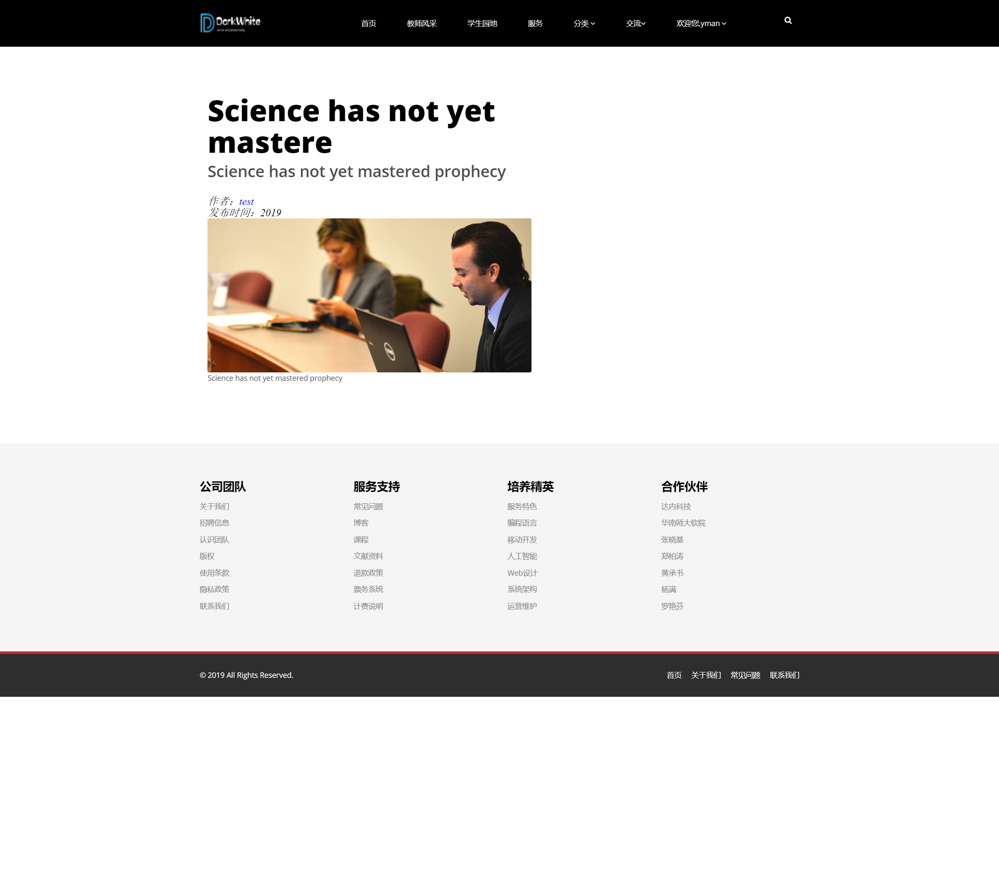 DarkWhite
Serve wholeheartedly
首页 教师风采 学生园地 服务 分类 交流 欢迎您,yman
Science has not yet
mastere
Science has not yet mastered prophecy
作者：test
发布时间：2019
DELL
Science has not yet mastered prophecy
公司团队
关于我们
招聘信息
认识团队
版权
使用条款
隐私政策
联系我们
服务支持
常见问题
博客
课程
文献资料
退款政策
票务系统
计费说明
培养精英
服务特色
编程语言
移动开发
人工智能
Web设计
系统架构
运营维护
合作伙伴
达内科技
华南师大软院
张晓基
郑柏涛
黄承书
杨满
罗艳芬
© 2019 All Rights Reserved.
首页 关于我们 常见问题 联系我们